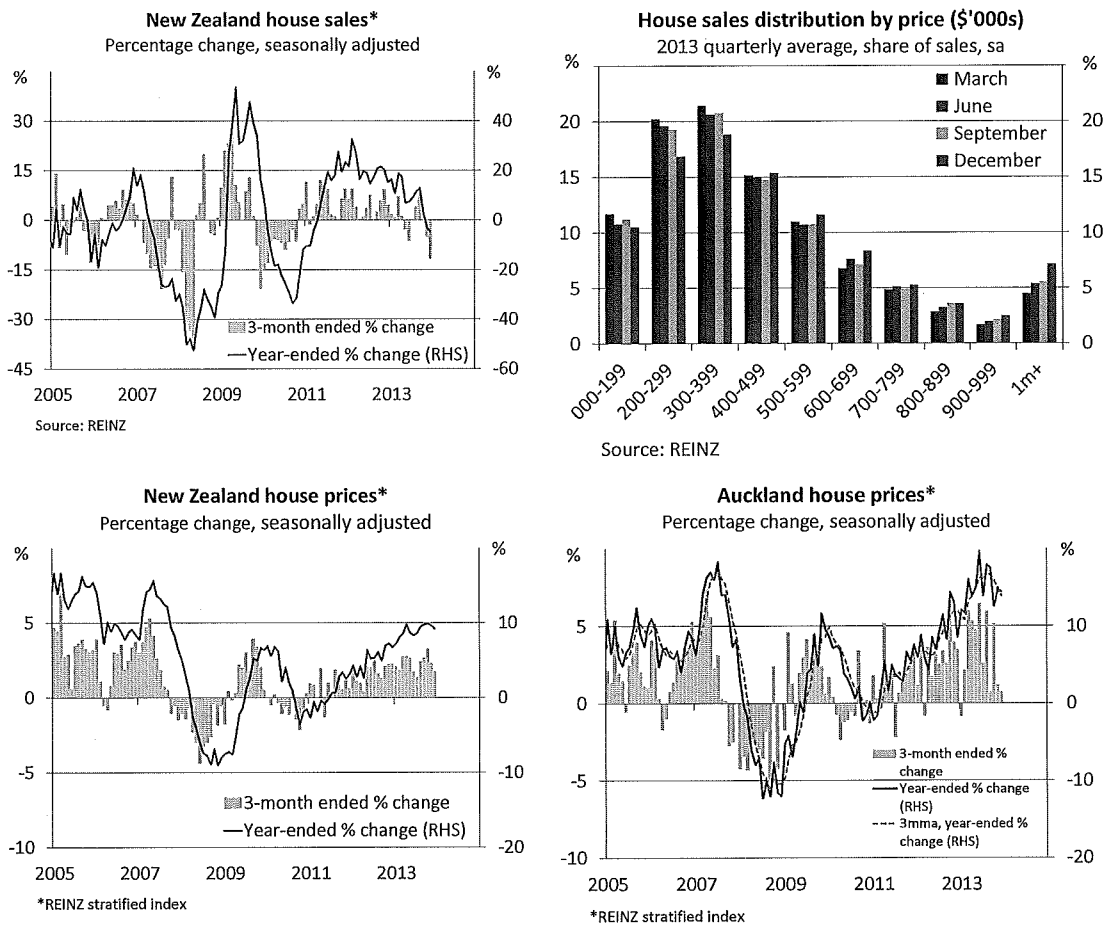 New Zealand house sales*
Percentage change, seasonally adjusted
%
%
30
15
0
-15
-30
-45
40
20
0
-20
-40
-60
3-month ended % change
Year-ended % change (RHS)
2005 2007 2009 2011 2013
Source: REINZ
House sales distribution by price ($'000s)
2013 quarterly average, share of sales, sa
%
%
20
15
10
5
0
20
15
10
5
0
March
June
September
December
000-199
200-299
300-399
400-499
500-599
600-699
700-799
800-899
900-999
1m+
Source: REINZ
New Zealand house prices*
Percentage change, seasonally adjusted
%
%
5
0
-5
-10
10
0
-10
-20
3-month ended % change
Year-ended % change (RHS)
2005 2007 2009 2011 2013
*REINZ stratified index
Auckland house prices*
Percentage change, seasonally adjusted
%
%
5
0
-5
-10
10
0
-10
-20
3-month ended %
change
Year-ended % change
(RHS)
3mma, year-ended %
change (RHS)
2005 2007 2009 2011 2013
*REINZ stratified index